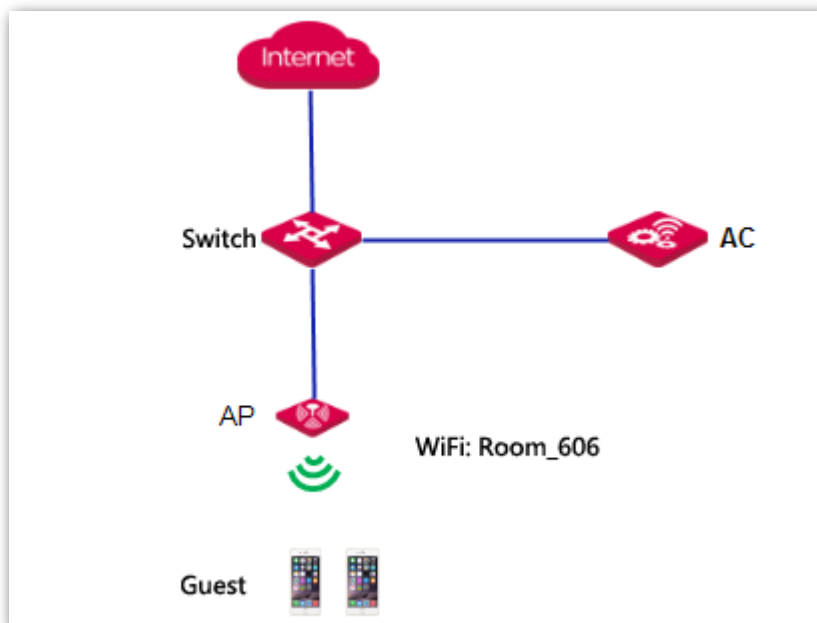 Internet
Switch
AC
AP
WiFi: Room_606
Guest